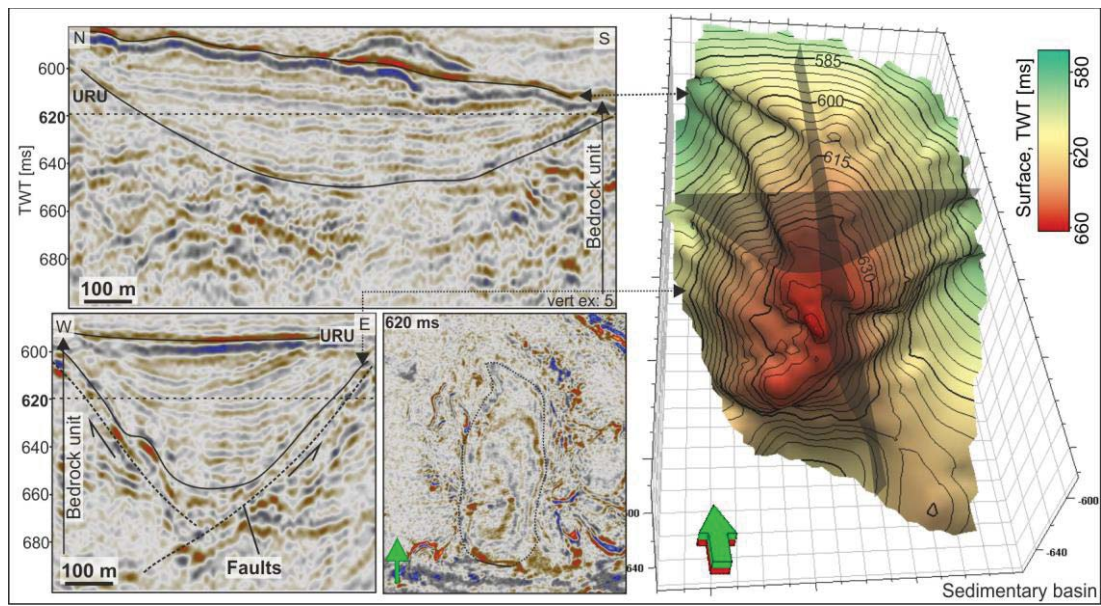 N
S
600
URU
620
640
660
680
TWT [ms]
100 m
Bedrock unit
vert ex: 5
W
E
URU
600
620
640
660
680
Bedrock unit
100 m
Faults
620 ms
585
600
615
630
580
620
660
Surface, TWT [ms]
-600
-640
-640
Sedimentary basin